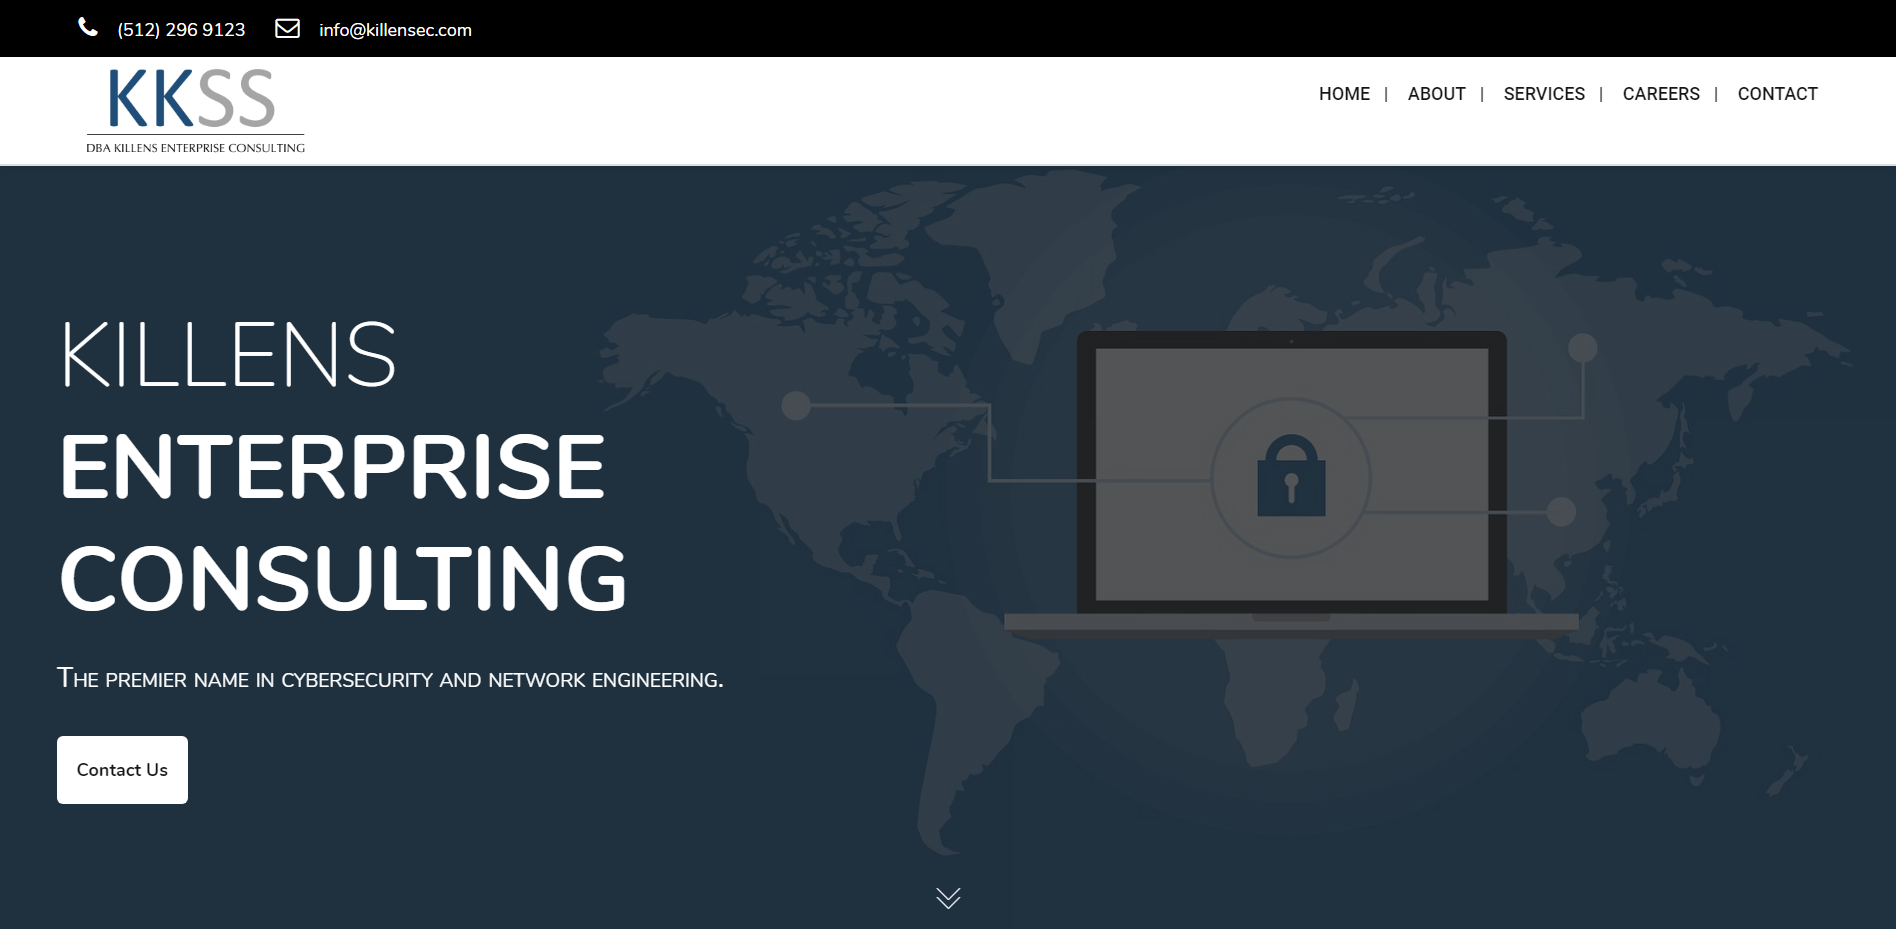 (512) 296 9123 info@killensec.com
KKSS
DBA KILLENS ENTERPRISE CONSULTING
HOME | ABOUT | SERVICES | CAREERS | CONTACT
KILLENS
ENTERPRISE
CONSULTING
The premier name in cybersecurity and network engineering.
Contact Us